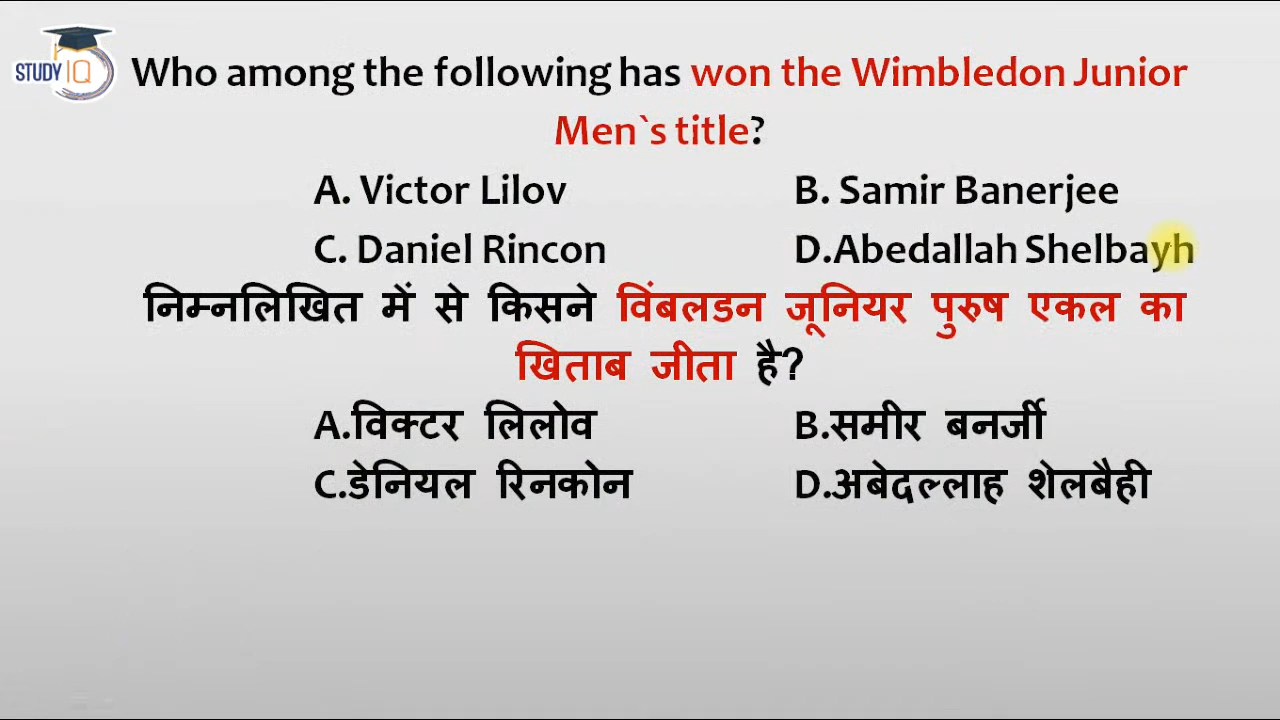 STUDY IQ
Who among the following has won the Wimbledon Junior
Men`s title?
A. Victor Lilov B. Samir Banerjee
C. Daniel Rincon D.Abedallah Shelbayh
निम्नलिखित में से किसने विंबलडन जूनियर पुरुष एकल का
खिताब जीता है?
A.विक्टर लिलोव B.समीर बनर्जी
C.डेनियल रिनकोन D.अबेदल्लाह शेलबैही